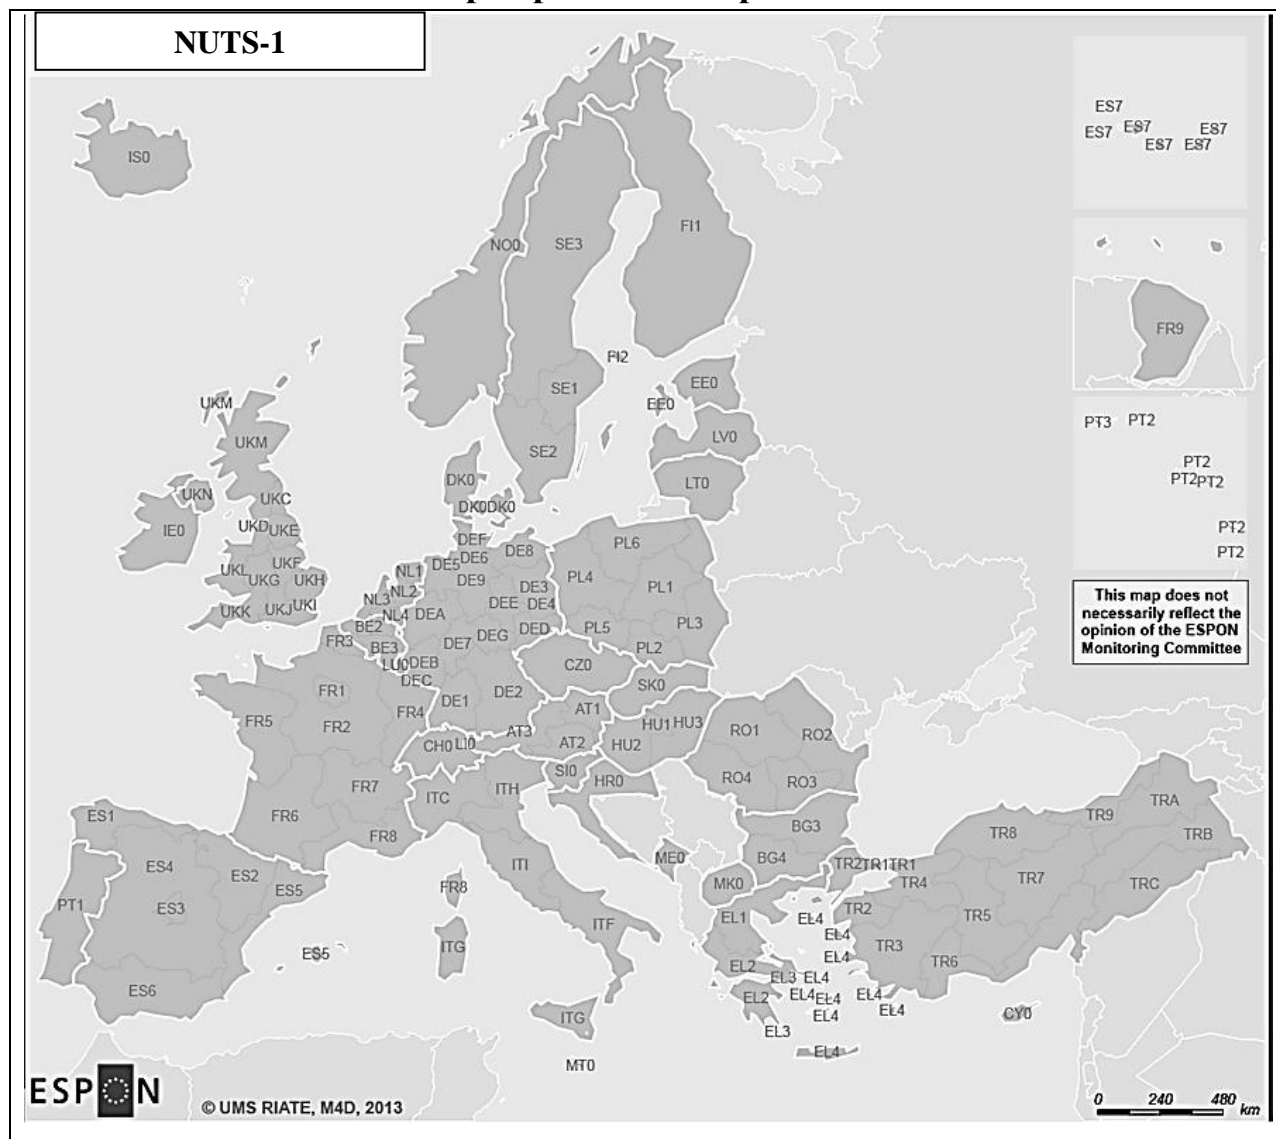 NUTS-1
IS0
NO0
SE3
FI1
FI2
SE1
SE2
EE0
EE0
LV0
LT0
DK0
DK0DK0
UKM
UKM
UKN
UKC
IE0
UKD
UKE
UKL
UKF
UKG
UKH
UKK
UKJ
UKI
DEF
DE6
DE5
DE8
DE9
DE3
DE4
DEE
DEA
DE7
DEG
DED
DEB
DEC
DE1
DE2
NL1
NL2
NL3
NL4
BE2
BE3
LU0
FR3
FR1
FR2
FR5
FR4
FR7
FR6
FR8
FR8
PL6
PL4
PL1
PL3
PL5
PL2
CZ0
SK0
AT1
AT3
AT2
HU1
HU3
HU2
CH0
LI0
SI0
HR0
ITC
ITH
ITI
ITF
ITG
ITG
MT0
RO1
RO2
RO4
RO3
BG3
BG4
ME0
MK0
ES1
ES4
ES2
ES5
ES3
ES5
ES6
PT1
EL1
EL2
EL2
EL3
EL3
EL4
EL4
EL4
EL4
EL4
EL4
EL4
EL4
EL4
EL4
TR2
TR1
TR1
TR2
TR4
TR3
TR5
TR6
TR7
TR8
TR9
TRA
TRB
TRC
CY0
ES7
ES7
ES7
ES7
ES7
ES7
FR9
PT3
PT2
PT2
PT2
PT2
PT2
PT2
This map does not
necessarily reflect the
opinion of the ESPON
Monitoring Committee
ESPON
© UMS RIATE, M4D, 2013
0 240 480
km